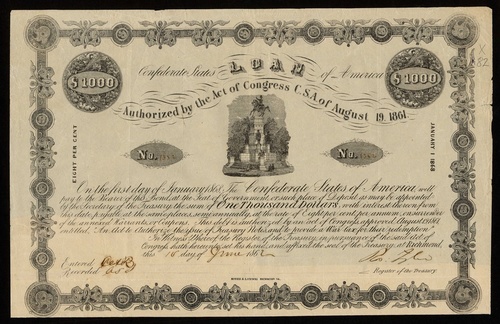 Confederate States LOAN of America
$1000 $1000
X
Authorized by the Act of Congress C.S.A. of August 19. 1861
EIGHT PER CENT
JANUARY 1 1868
No. No.
On the first day of January 1868, The Confederate States of America will
pay to the Bearer of this Bond, at the Seat of Government, or such place of Deposit as may be appointed
by the Secretary of the Treasury, the sum of One thousand Dollars, with interest thereon from
this date, payable at the same places, semi-annually, at the rate of Eight per cent. per annum, on surrender
of the annexed Warrants or Coupons. This debt is authorized by an Act of Congress, approved August 19, 1861
entitled "An Act to Authorize the Issue of Treasury Notes, and to provide a War Tax for their redemption".
In Witness Whereof, the Register of the Treasury, in pursuance of the said Act of
Congress, hath hereunto set his hand, and affixed the seal of the Treasury, at Richmond,
this day of June 1862
Entered
Recorded
Register of the Treasury